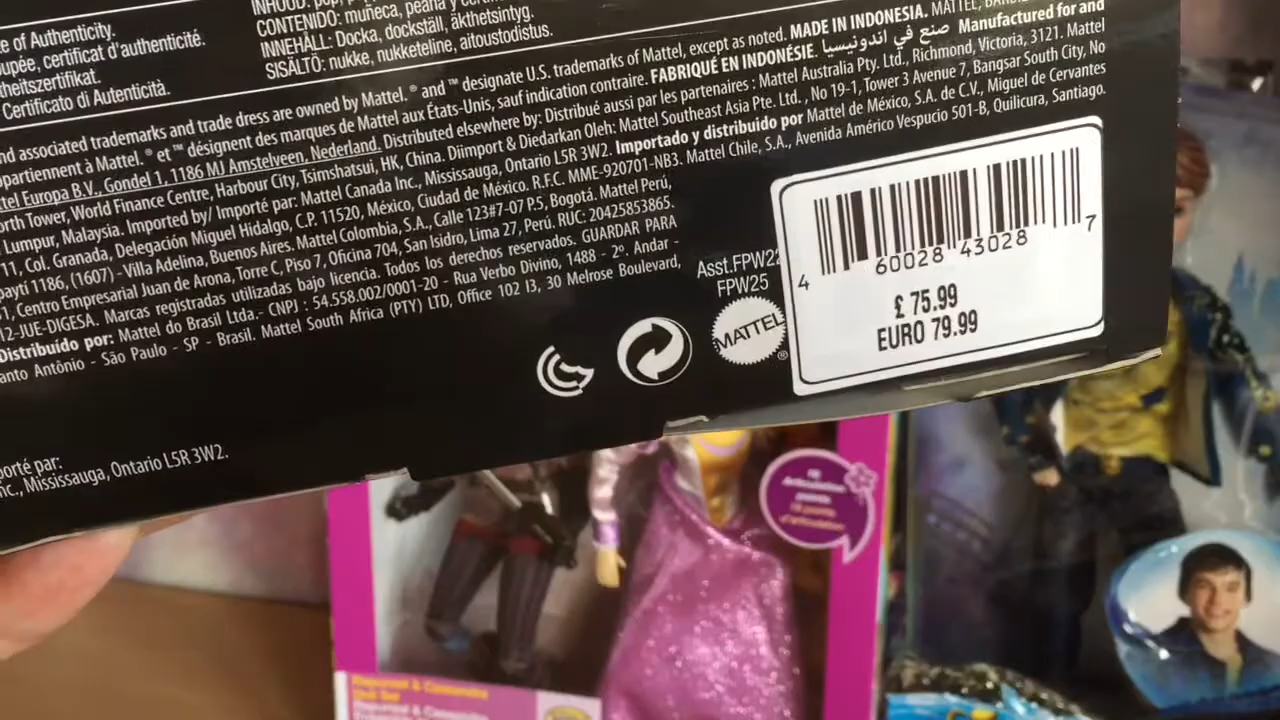 INHOUD: pop,
e of Authenticity.
CONTENIDO: muñeca, peana y
upée, certificat d'authenticité.
INNEHÅLL: Docka, dockställ, äkthetsintyg.
theitszertifikat.
SISÄLTÖ: nukke, nukketeline, aitoustodistus.
Certificato di Autenticità.
nd associated trademarks and trade dress are owned by Mattel. ® and ™ designate U.S. trademarks of Mattel, except as noted. MADE IN INDONESIA. MATTEL,
partiennent à Mattel. ® et ™ désignent des marques de Mattel aux États-Unis, sauf indication contraire. FABRIQUÉ EN INDONÉSIE. صنع في اندونيسيا Manufactured for and
tel Europa B.V., Gondel 1, 1186 MJ Amstelveen, Nederland. Distributed elsewhere by: Distribué aussi par les partenaires : Mattel Australia Pty. Ltd., Richmond, Victoria, 3121. Mattel
orth Tower, World Finance Centre, Harbour City, Tsimshatsui, HK, China. Diimport & Diedarkan Oleh: Mattel Southeast Asia Pte. Ltd., No 19-1, Tower 3 Avenue 7, Bangsar South City, No
Lumpur, Malaysia. Imported by/ Importé par: Mattel Canada Inc., Mississauga, Ontario L5R 3W2. Importado y distribuido por Mattel de México, S.A. de C.V., Miguel de Cervantes
11, Col. Granada, Delegación Miguel Hidalgo, C.P. 11520, México, Ciudad de México. R.F.C. MME-920701-NB3. Mattel Chile, S.A., Avenida Américo Vespucio 501-B, Quilicura, Santiago.
payti 1186, (1607) - Villa Adelina, Buenos Aires. Mattel Colombia, S.A., Calle 123#7-07 P.5, Bogotá. Mattel Perú,
1, Centro Empresarial Juan de Arona, Torre C, Piso 7, Oficina 704, San Isidro, Lima 27, Perú. RUC: 20425853865.
12-JUE-DIGESA. Marcas registradas utilizadas bajo licencia. Todos los derechos reservados. GUARDAR PARA
Distribuido por: Mattel do Brasil Ltda.- CNPJ : 54.558.002/0001-20 - Rua Verbo Divino, 1488 - 2º. Andar -
anto Antônio - São Paulo - SP - Brasil. Mattel South Africa (PTY) LTD, Office 102 I3, 30 Melrose Boulevard,
porté par:
nc., Mississauga, Ontario L5R 3W2.
Asst.FPW22
FPW25
MATTEL
®
4 60028 43028 7
£ 75.99
EURO 79.99
Rapunzel & Cassandra